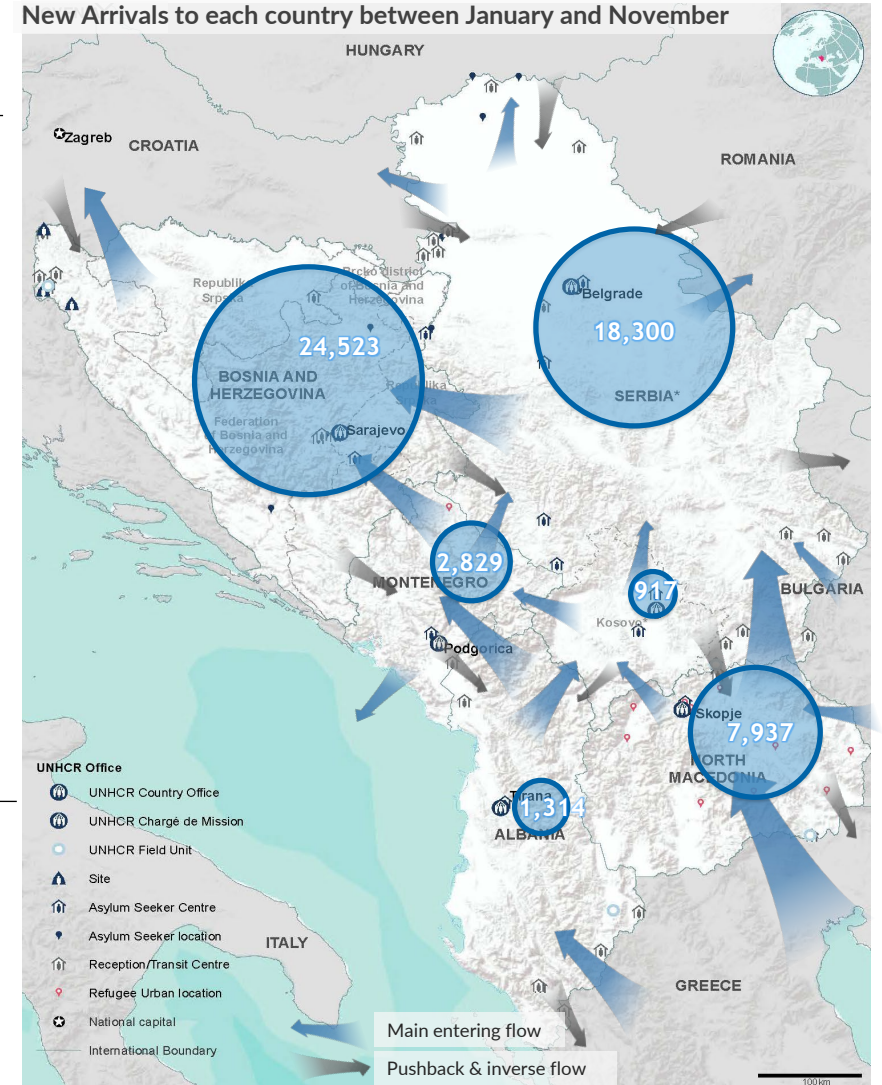 New Arrivals to each country between January and November
HUNGARY
Zagreb
CROATIA
ROMANIA
Republika
Srpska
Brcko district
of Bosnia and
Herzegovina
Belgrade
24,523
18,300
BOSNIA AND
HERZEGOVINA
Republika
SERBIA*
Federation
of Bosnia and
Herzegovina
Sarajevo
2,829
MONTENEGRO
917
BULGARIA
Kosovo*
Podgorica
Skopje
7,937
NORTH
MACEDONIA
Tirana
1,314
ALBANIA
UNHCR Office
UNHCR Country Office
UNHCR Chargé de Mission
UNHCR Field Unit
Site
Asylum Seeker Centre
Asylum Seeker location
Reception/Transit Centre
Refugee Urban location
National capital
International Boundary
ITALY
GREECE
Main entering flow
Pushback & inverse flow
100km